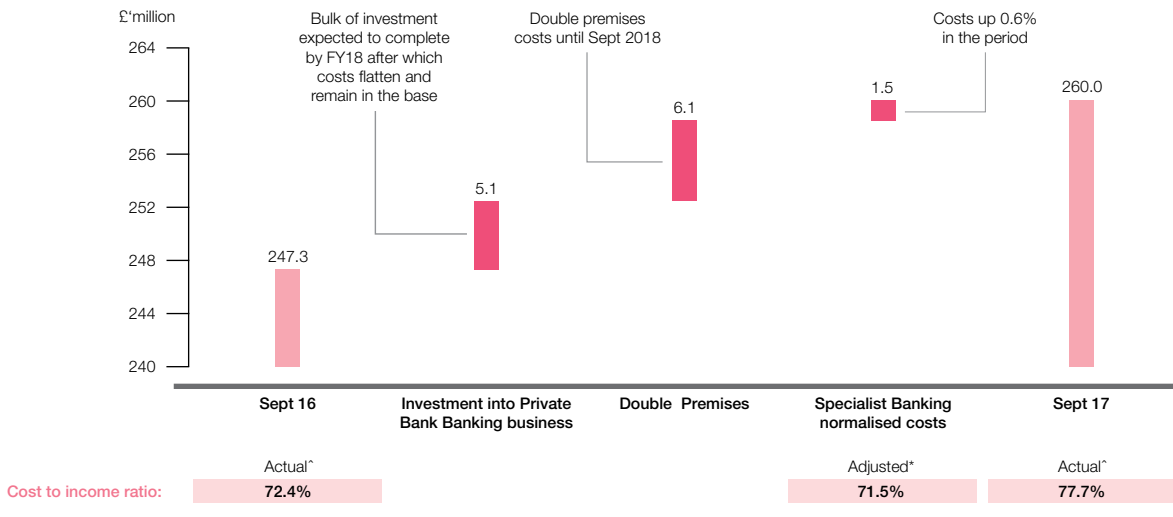 £'million
Bulk of investment
expected to complete
by FY18 after which
costs flatten and
remain in the base
Double premises
costs until Sept 2018
Costs up 0.6%
in the period
264
260
256
252
248
244
240
247.3
5.1
6.1
1.5
260.0
Sept 16
Investment into Private
Bank Banking business
Double Premises
Specialist Banking
normalised costs
Sept 17
Actual^
Adjusted*
Actual^
Cost to income ratio:
72.4%
71.5%
77.7%